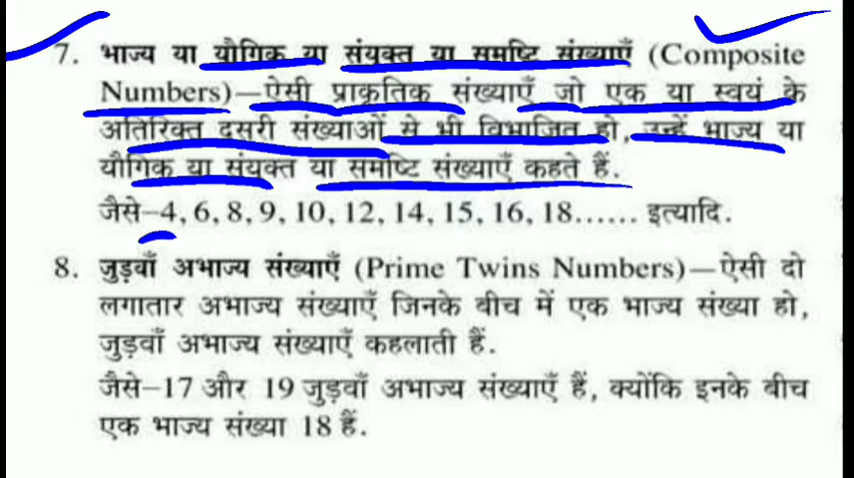 7. भाज्य या यौगिक या संयुक्त या समष्टि संख्याएँ (Composite
Numbers)—ऐसी प्राकृतिक संख्याएँ जो एक या स्वयं के
अतिरिक्त दूसरी संख्याओं से भी विभाजित हो, उन्हें भाज्य या
यौगिक या संयुक्त या समष्टि संख्याएँ कहते हैं.
जैसे—4, 6, 8, 9, 10, 12, 14, 15, 16, 18...... इत्यादि.
8. जुड़वाँ अभाज्य संख्याएँ (Prime Twins Numbers)—ऐसी दो
लगातार अभाज्य संख्याएँ जिनके बीच में एक भाज्य संख्या हो,
जुड़वाँ अभाज्य संख्याएँ कहलाती हैं.
जैसे—17 और 19 जुड़वाँ अभाज्य संख्याएँ हैं, क्योंकि इनके बीच
एक भाज्य संख्या 18 हैं.